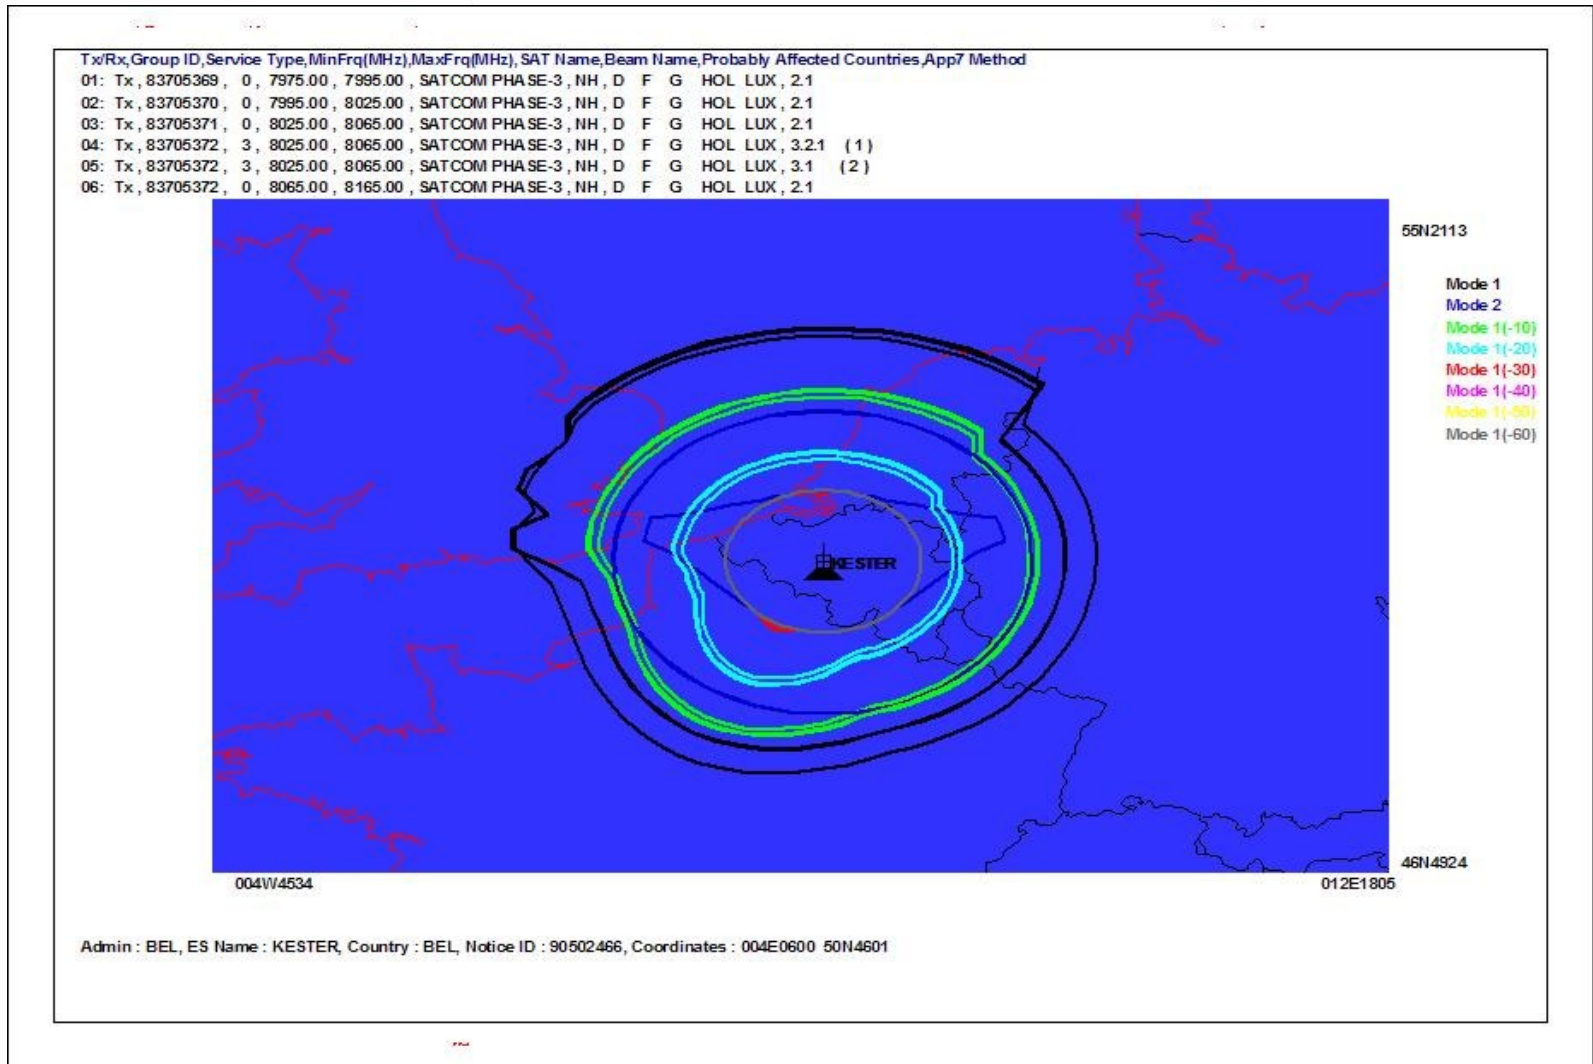 Tx/Rx,Group ID,Service Type,MinFrq(MHz),MaxFrq(MHz),SAT Name,Beam Name,Probably Affected Countries,App7 Method
01: Tx , 83705369 , 0 , 7975.00 , 7995.00 , SATCOM PHASE-3 , NH , D F G HOL LUX , 2.1
02: Tx , 83705370 , 0 , 7995.00 , 8025.00 , SATCOM PHASE-3 , NH , D F G HOL LUX , 2.1
03: Tx , 83705371 , 0 , 8025.00 , 8065.00 , SATCOM PHASE-3 , NH , D F G HOL LUX , 2.1
04: Tx , 83705372 , 3 , 8025.00 , 8065.00 , SATCOM PHASE-3 , NH , D F G HOL LUX , 3.2.1 (1)
05: Tx , 83705372 , 3 , 8025.00 , 8065.00 , SATCOM PHASE-3 , NH , D F G HOL LUX , 3.1 (2)
06: Tx , 83705372 , 0 , 8065.00 , 8165.00 , SATCOM PHASE-3 , NH , D F G HOL LUX , 2.1
55N2113
Mode 1
Mode 2
Mode 1(-10)
Mode 1(-20)
Mode 1(-30)
Mode 1(-40)
Mode 1(-50)
Mode 1(-60)
KESTER
46N4924
004W4534
012E1805
Admin : BEL, ES Name : KESTER, Country : BEL, Notice ID : 90502466, Coordinates : 004E0600 50N4601